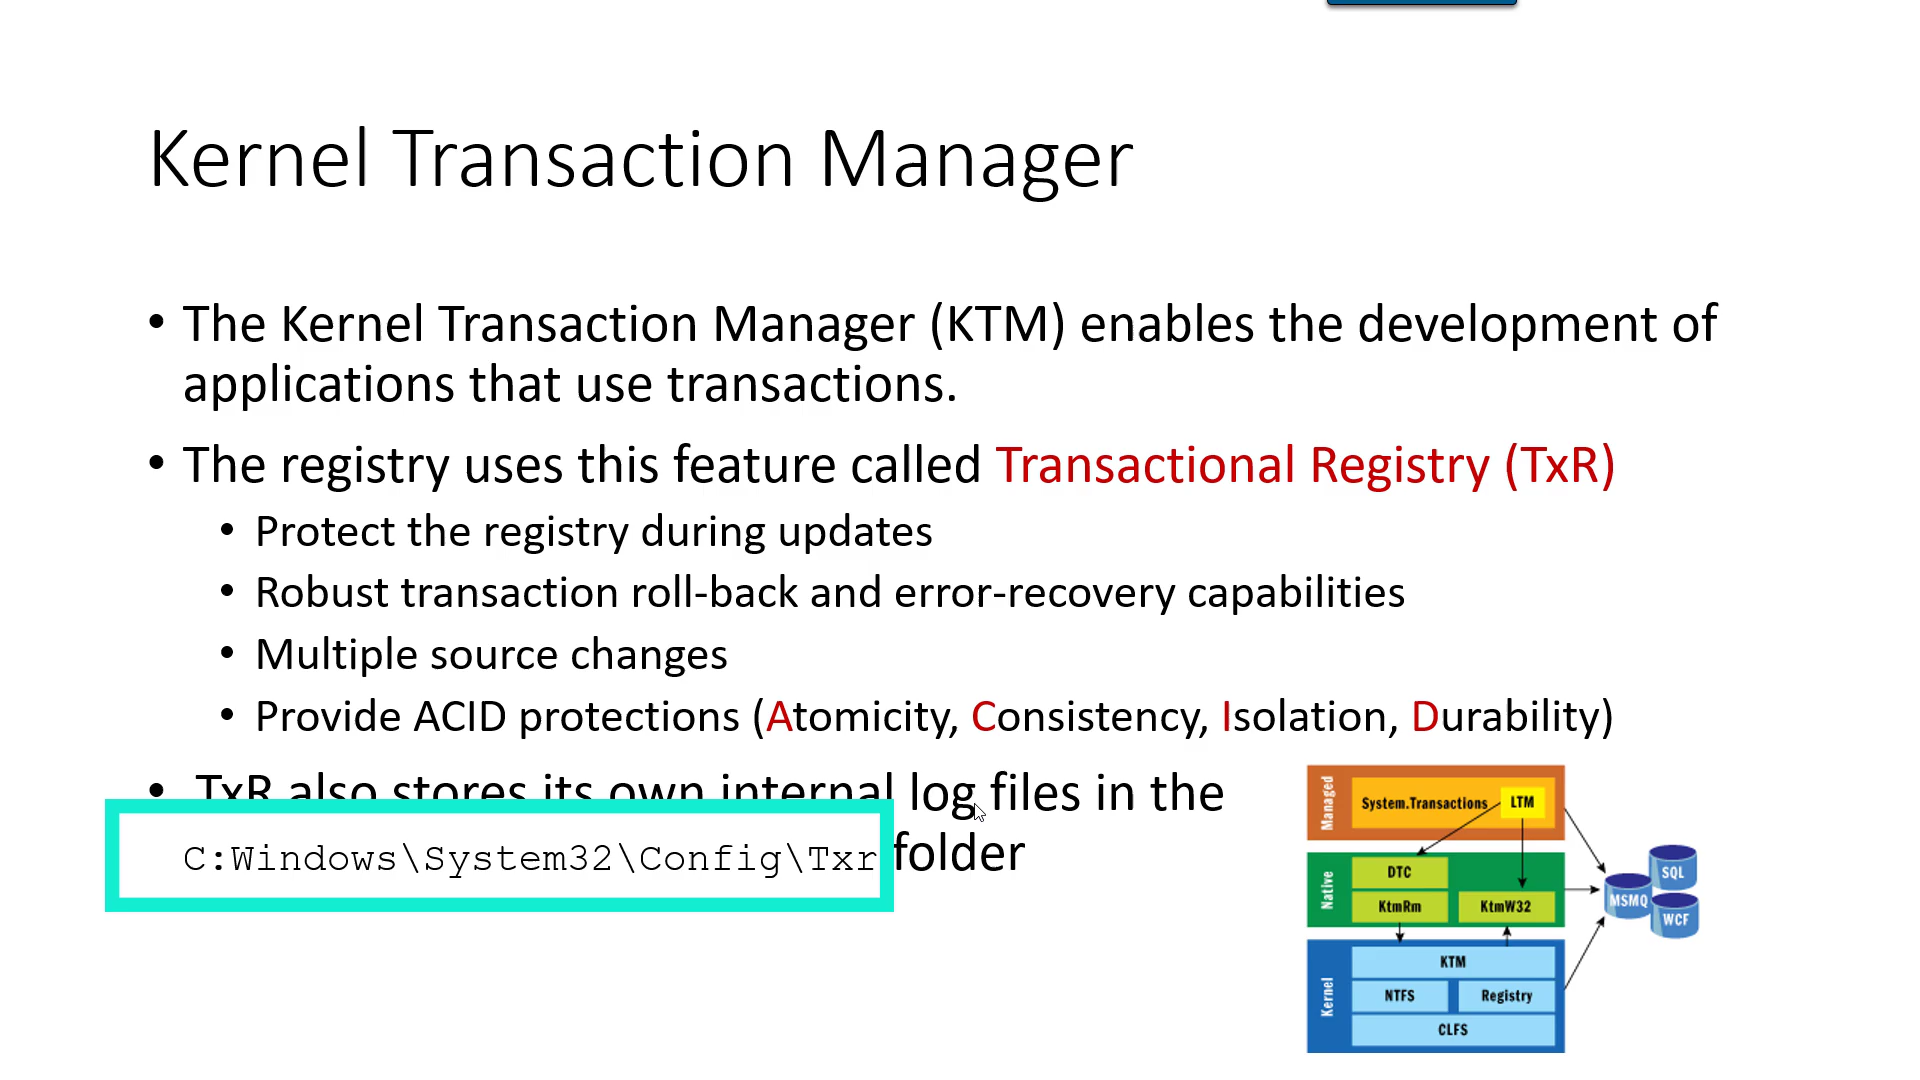 Kernel Transaction Manager
• The Kernel Transaction Manager (KTM) enables the development of
applications that use transactions.
• The registry uses this feature called Transactional Registry (TxR)
• Protect the registry during updates
• Robust transaction roll-back and error-recovery capabilities
• Multiple source changes
• Provide ACID protections (Atomicity, Consistency, Isolation, Durability)
• TxR also stores its own internal log files in the
C:Windows\System32\Config\Txr folder
Managed
System.Transactions
LTM
Native
DTC
KtmRm
KtmW32
Kernel
KTM
NTFS
Registry
CLFS
MSMQ
SQL
WCF